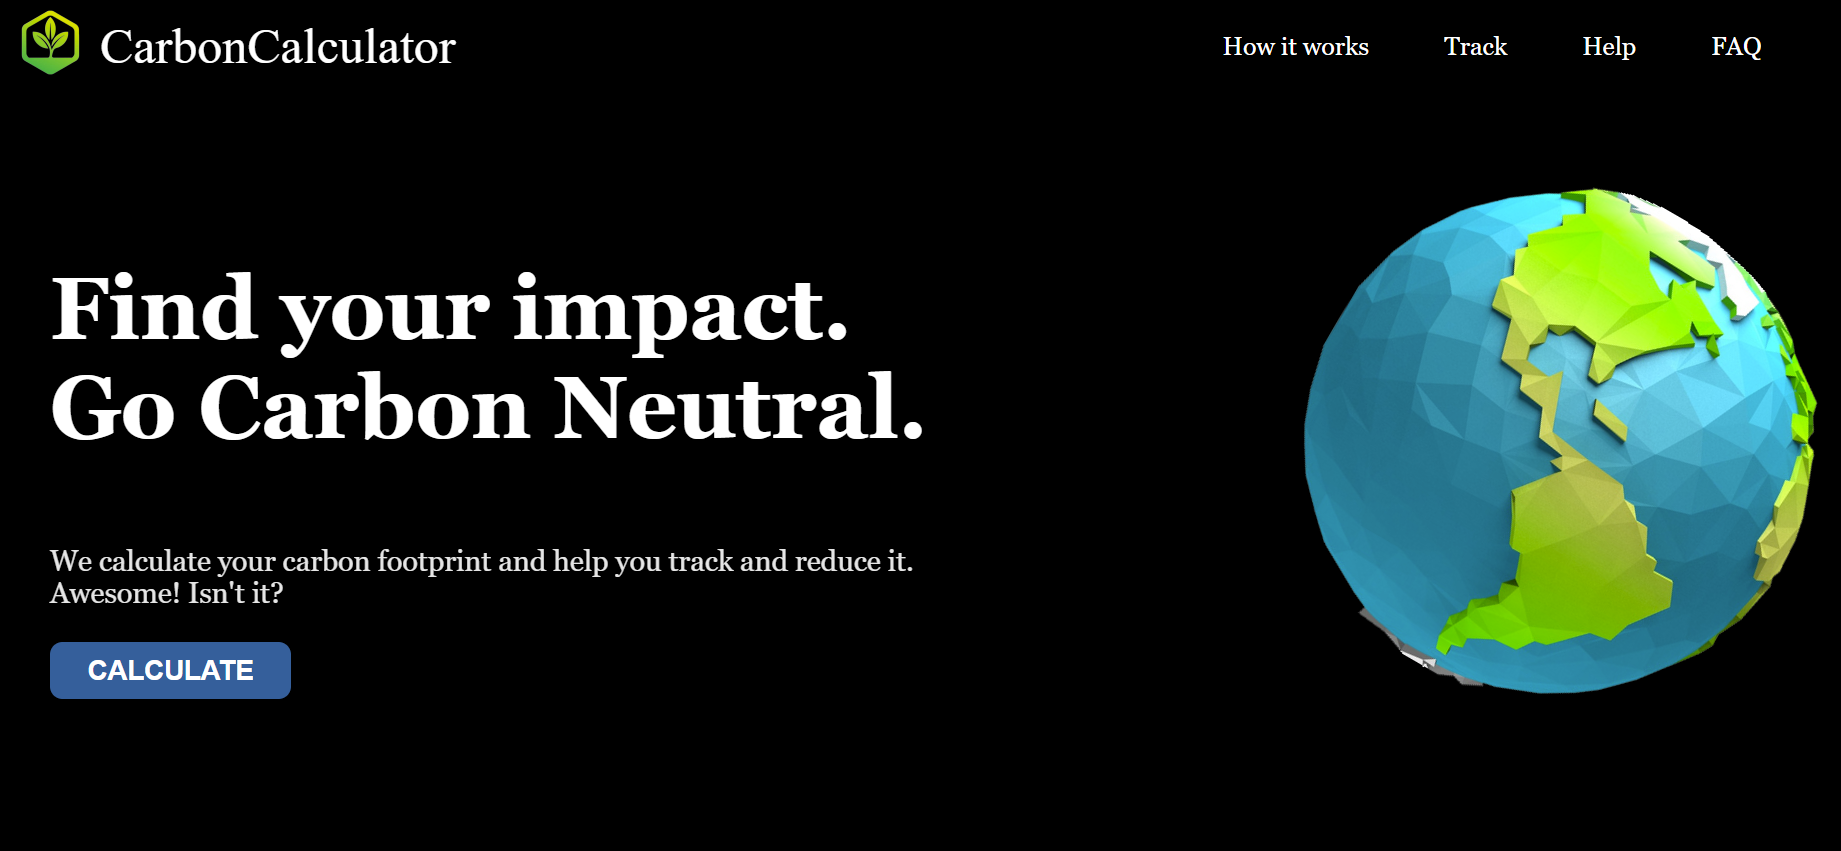 CarbonCalculator
How it works
Track
Help
FAQ
Find your impact.
Go Carbon Neutral.
We calculate your carbon footprint and help you track and reduce it.
Awesome! Isn't it?
CALCULATE